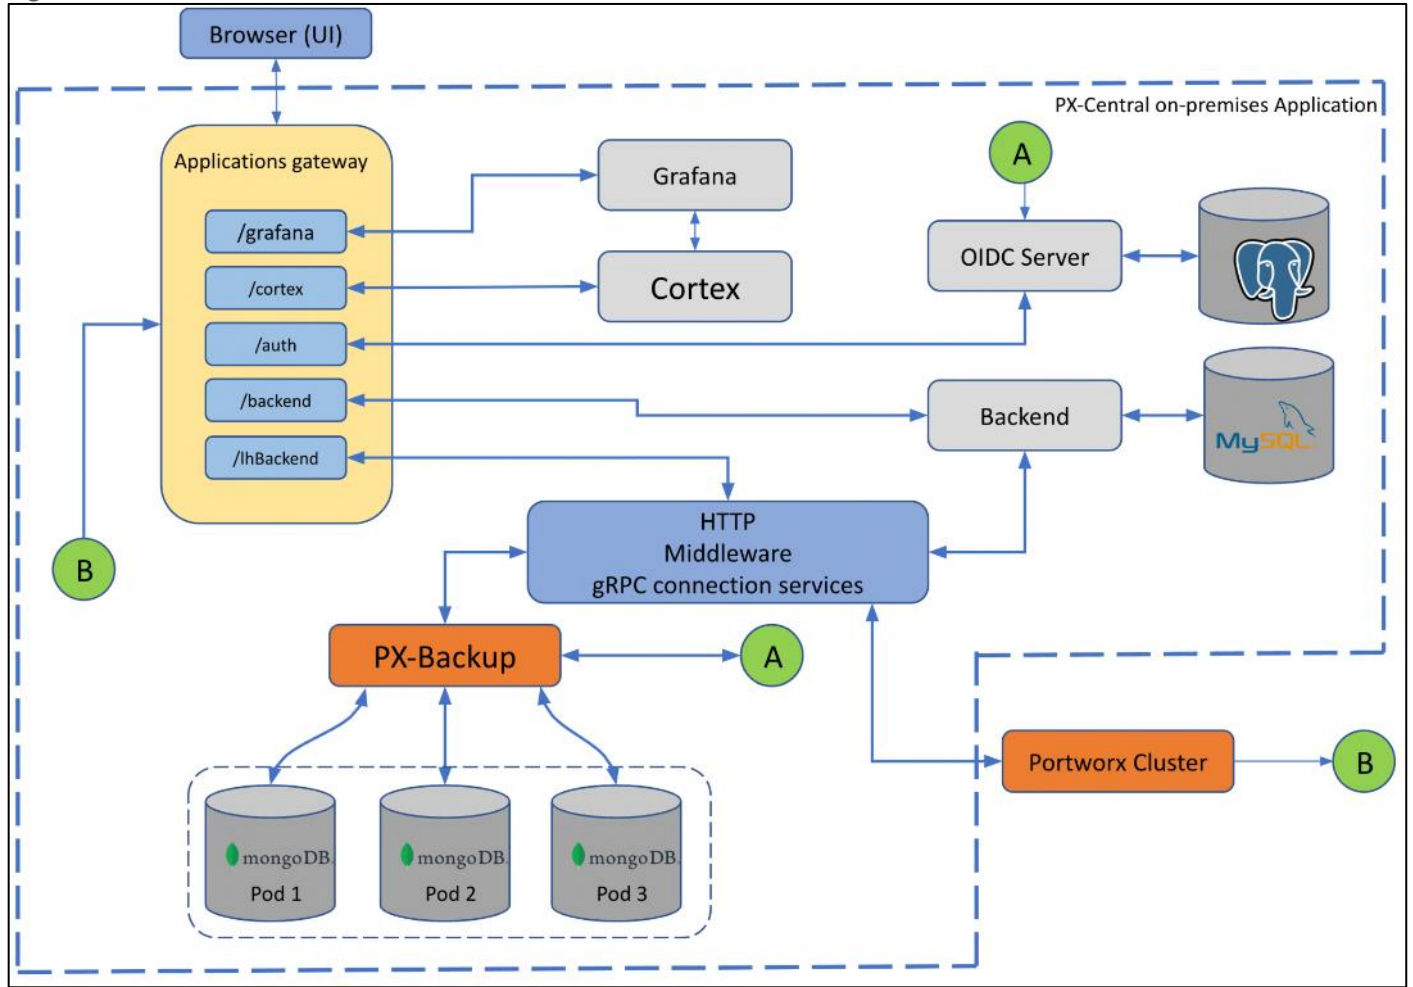 Browser (UI)
PX-Central on-premises Application
Applications gateway
/grafana
/cortex
/auth
/backend
/lhBackend
Grafana
Cortex
A
OIDC Server
Backend
MySQL
B
HTTP
Middleware
gRPC connection services
PX-Backup
A
Portworx Cluster
B
mongoDB.
Pod 1
mongoDB.
Pod 2
mongoDB.
Pod 3